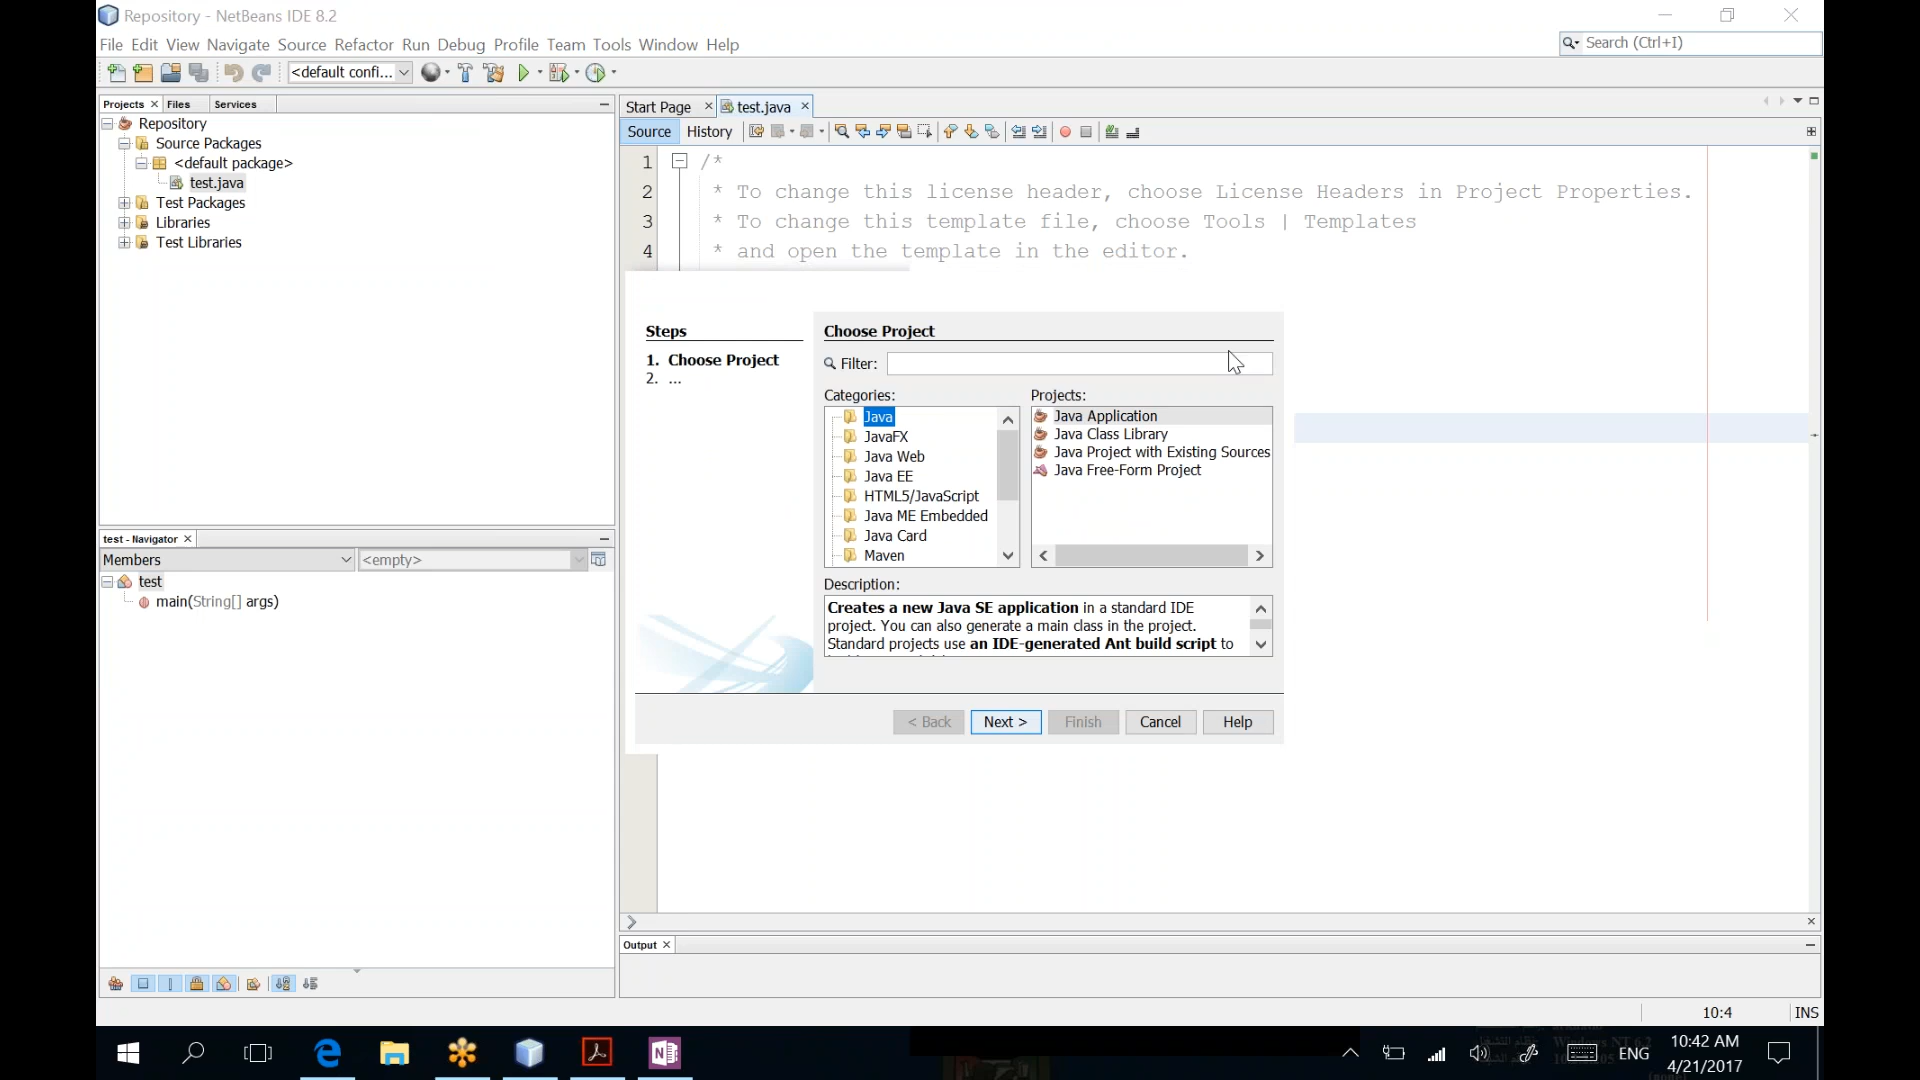 Repository - NetBeans IDE 8.2
File Edit View Navigate Source Refactor Run Debug Profile Team Tools Window Help
Search (Ctrl+I)
<default confi...
Projects Files Services
Start Page test.java
Source History
Repository
Source Packages
<default package>
test.java
Test Packages
Libraries
Test Libraries
1 /*
2 * To change this license header, choose License Headers in Project Properties.
3 * To change this template file, choose Tools | Templates
4 * and open the template in the editor.
Steps
1. Choose Project
2. ...
Choose Project
Filter:
Categories:
Java
JavaFX
Java Web
Java EE
HTML5/JavaScript
Java ME Embedded
Java Card
Maven
Projects:
Java Application
Java Class Library
Java Project with Existing Sources
Java Free-Form Project
Description:
Creates a new Java SE application in a standard IDE
project. You can also generate a main class in the project.
Standard projects use an IDE-generated Ant build script to
< Back Next > Finish Cancel Help
test - Navigator
Members <empty>
test
main(String[] args)
Output
10:4 INS
ENG
10:42 AM
4/21/2017